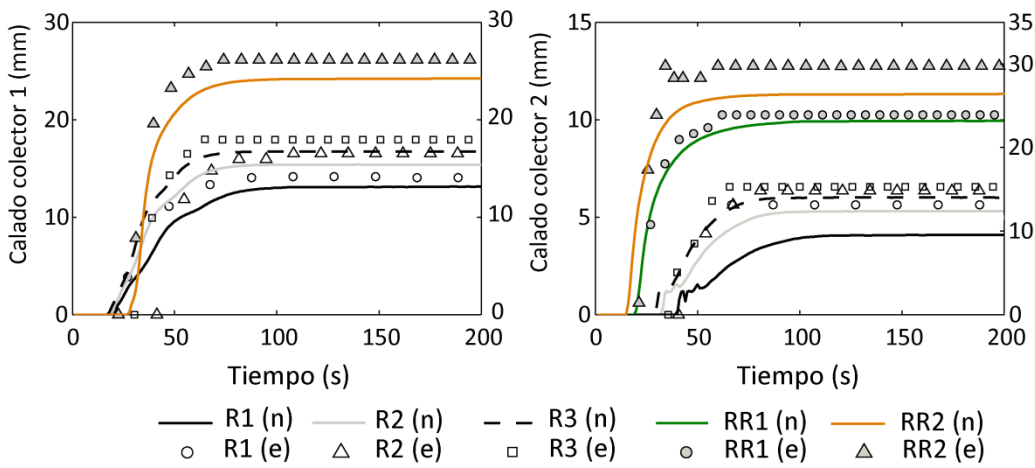 Calado colector 1 (mm)
30
20
10
0
30
20
10
0
0
50
100
150
200
Tiempo (s)
Calado colector 2 (mm)
15
10
5
0
35
30
20
10
0
0
50
100
150
200
Tiempo (s)
R1 (n)
R2 (n)
R3 (n)
RR1 (n)
RR2 (n)
R1 (e)
R2 (e)
R3 (e)
RR1 (e)
RR2 (e)